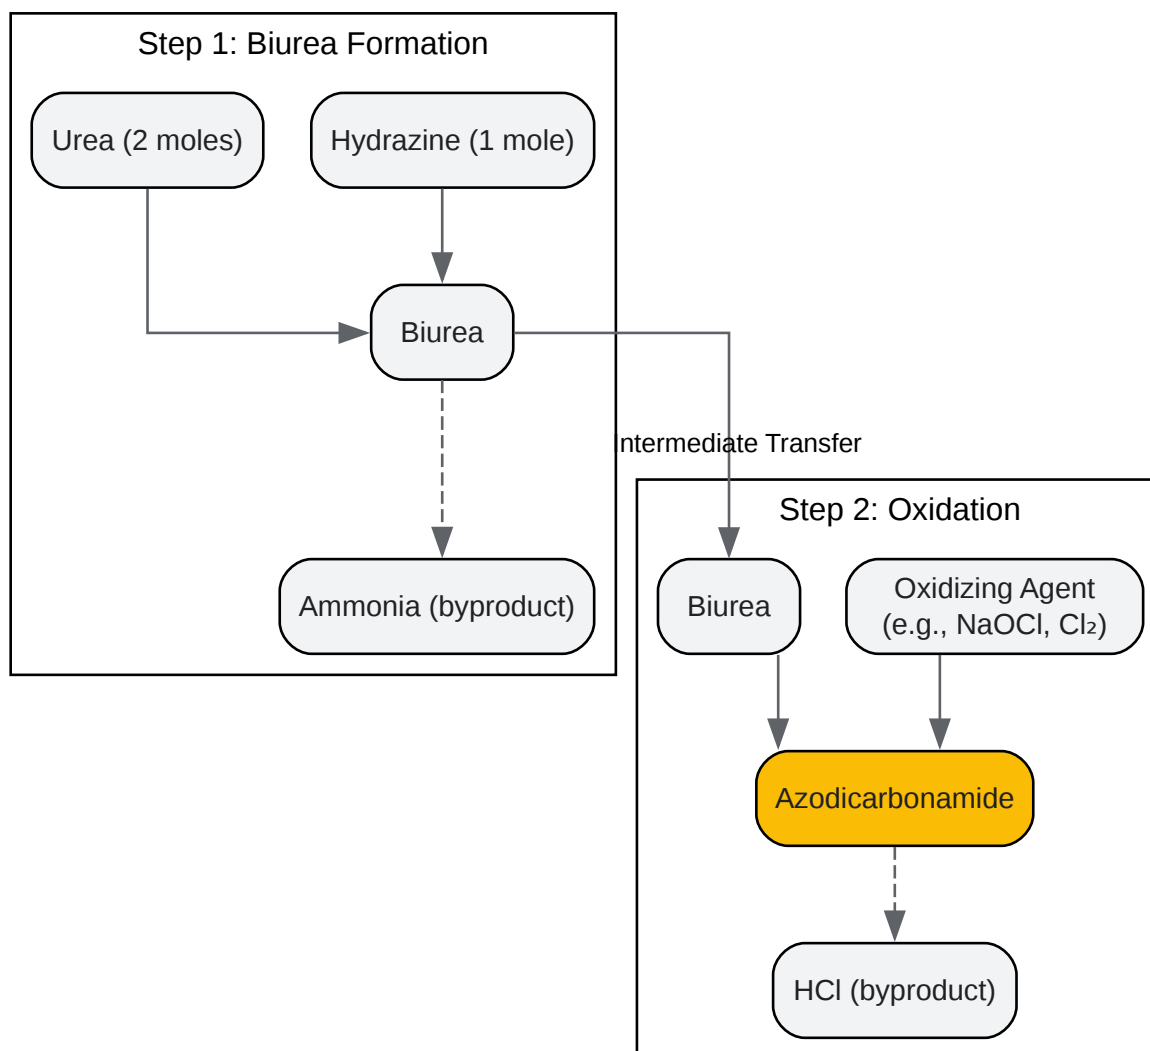 Step 1: Biurea Formation
Urea (2 moles)
Hydrazine (1 mole)
Biurea
Ammonia (byproduct)
Intermediate Transfer
Step 2: Oxidation
Biurea
Oxidizing Agent
(e.g., NaOCl, Cl₂)
Azodicarbonamide
HCl (byproduct)